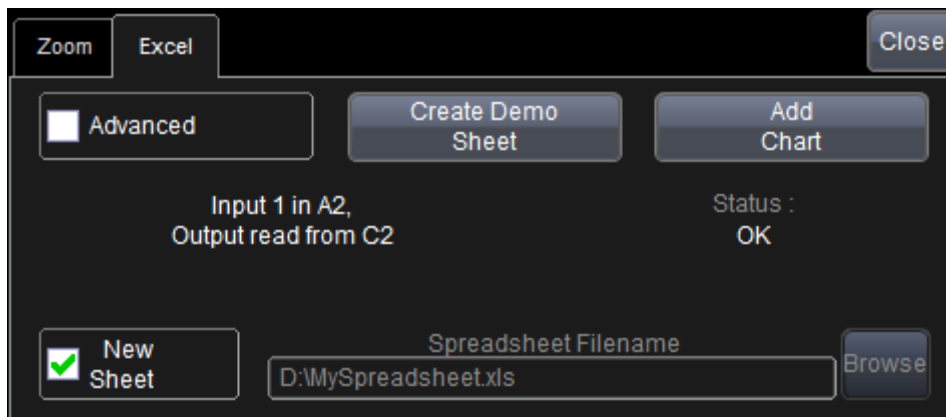 Zoom
Excel
Close
Advanced
Create Demo
Sheet
Add
Chart
Input 1 in A2,
Output read from C2
Status :
OK
New
Sheet
Spreadsheet Filename
D:\MySpreadsheet.xls
Browse